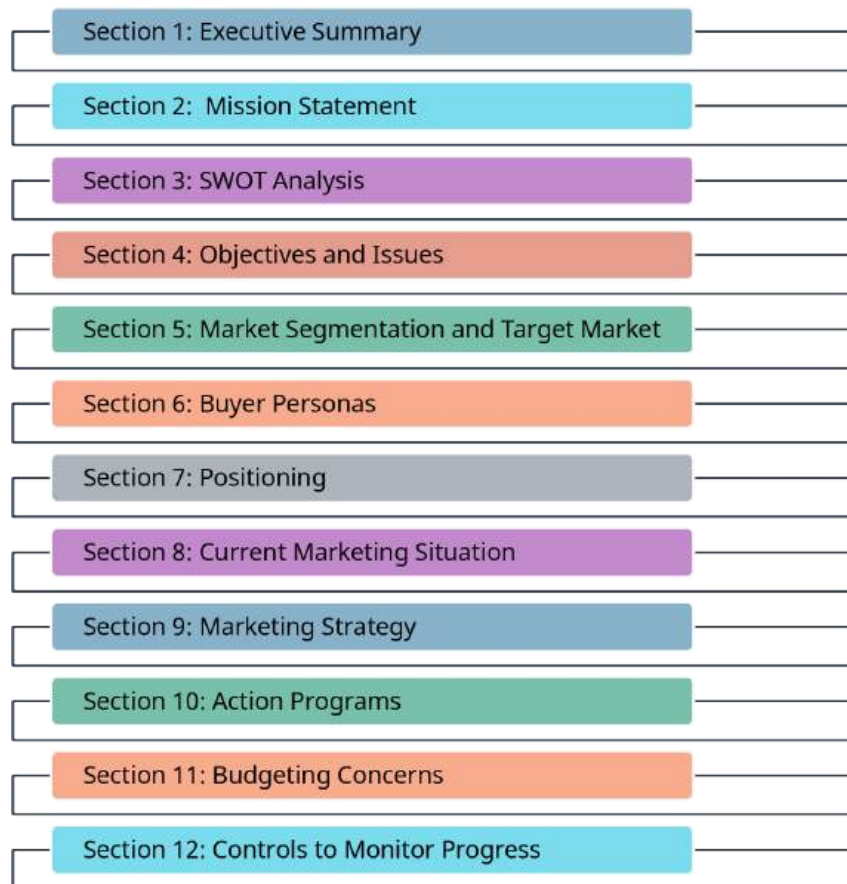 Section 1: Executive Summary
Section 2:  Mission Statement
Section 3: SWOT Analysis
Section 4: Objectives and Issues
Section 5: Market Segmentation and Target Market
Section 6: Buyer Personas
Section 7: Positioning
Section 8: Current Marketing Situation
Section 9: Marketing Strategy
Section 10: Action Programs
Section 11: Budgeting Concerns
Section 12: Controls to Monitor Progress